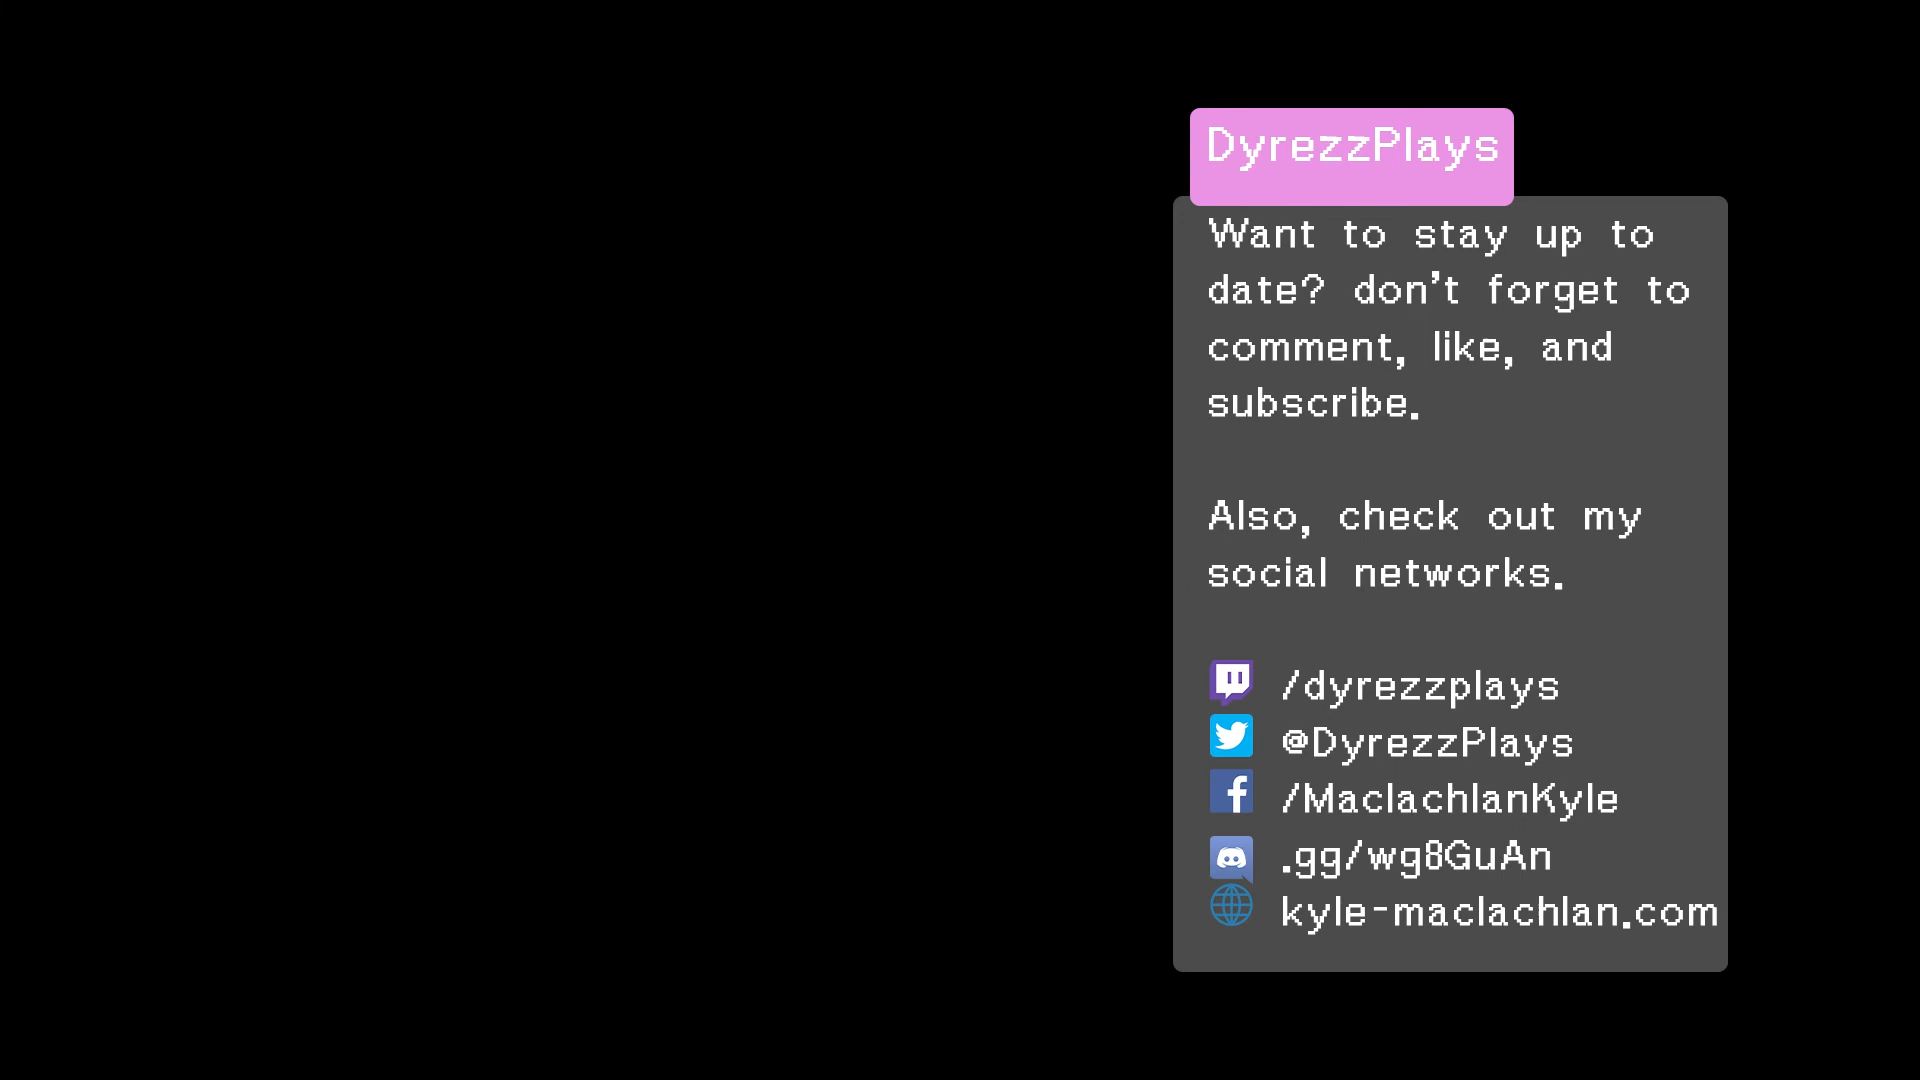 DyrezzPlays
Want to stay up to
date? don't forget to
comment, like, and
subscribe.
Also, check out my
social networks.
/dyrezzplays
@DyrezzPlays
/MaclachlanKyle
.gg/wg8GuAn
kyle-maclachlan.com